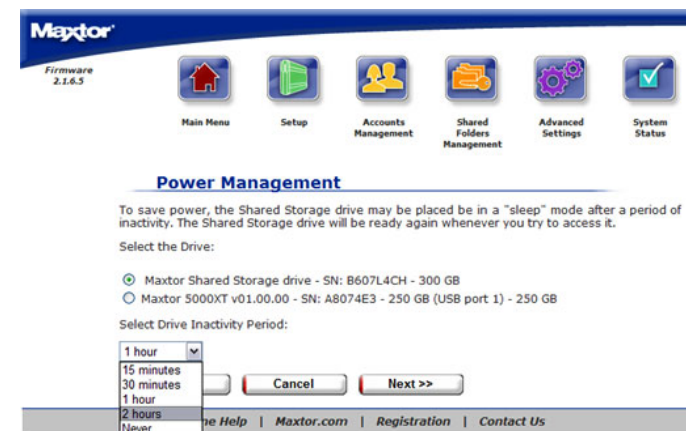 Maxtor
Firmware
2.1.6.5
Main Menu
Setup
Accounts
Management
Shared
Folders
Management
Advanced
Settings
System
Status
Power Management
To save power, the Shared Storage drive may be placed be in a "sleep" mode after a period of
inactivity. The Shared Storage drive will be ready again whenever you try to access it.
Select the Drive:
Maxtor Shared Storage drive - SN: B607L4CH - 300 GB
Maxtor 5000XT v01.00.00 - SN: A8074E3 - 250 GB (USB port 1) - 250 GB
Select Drive Inactivity Period:
1 hour
15 minutes
30 minutes
1 hour
2 hours
Never
Cancel
Next >>
Help | Maxtor.com | Registration | Contact Us